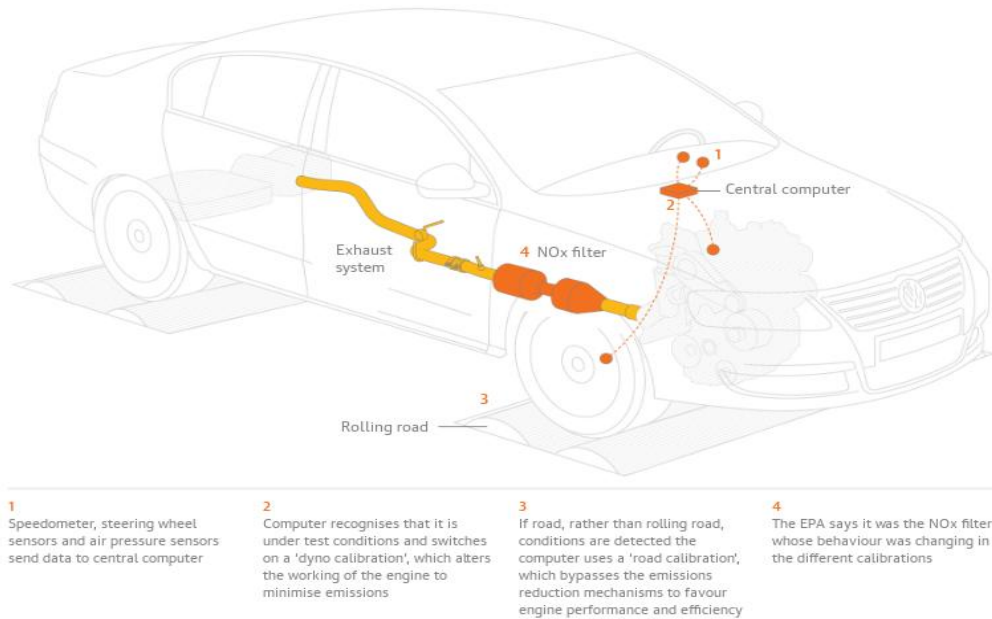 1
Central computer
2
4 NOx filter
Exhaust
system
3
Rolling road
1
Speedometer, steering wheel
sensors and air pressure sensors
send data to central computer
2
Computer recognises that it is
under test conditions and switches
on a 'dyno calibration', which alters
the working of the engine to
minimise emissions
3
If road, rather than rolling road,
conditions are detected the
computer uses a 'road calibration',
which bypasses the emissions
reduction mechanisms to favour
engine performance and efficiency
4
The EPA says it was the NOx filter
whose behaviour was changing in
the different calibrations